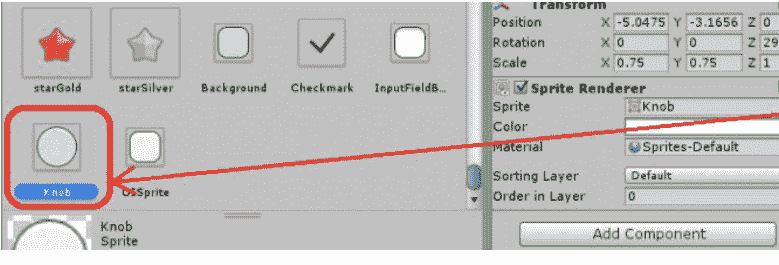 Transform
Position X -5.0475 Y -3.1656 Z 0
Rotation X 0 Y 0 Z 29
Scale X 0.75 Y 0.75 Z 1
starGold starSilver Background Checkmark InputFieldB...
Sprite Renderer
Sprite Knob
Color
Material Sprites-Default
Sorting Layer Default
Order in Layer 0
Knob UISprite
Knob
Sprite
Add Component